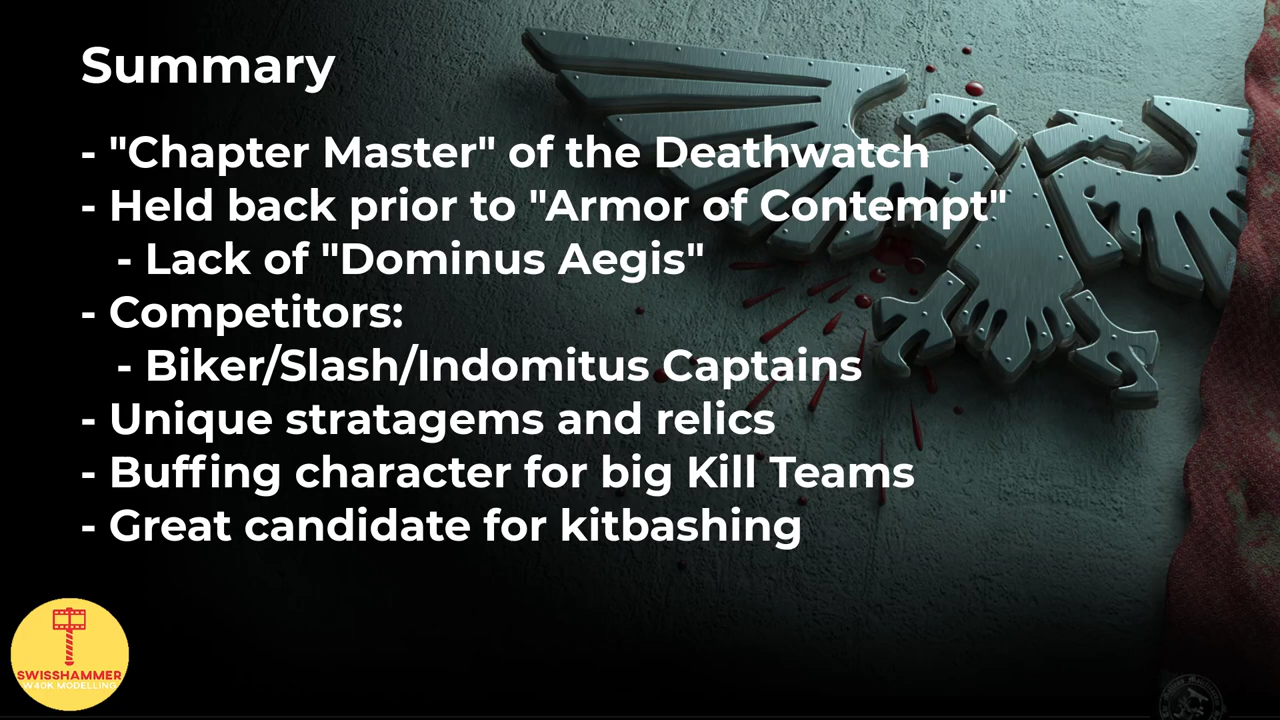 Summary
- "Chapter Master" of the Deathwatch
- Held back prior to "Armor of Contempt"
- Lack of "Dominus Aegis"
- Competitors:
- Biker/Slash/Indomitus Captains
- Unique stratagems and relics
- Buffing character for big Kill Teams
- Great candidate for kitbashing
SWISSHAMMER
W40K MODELLING